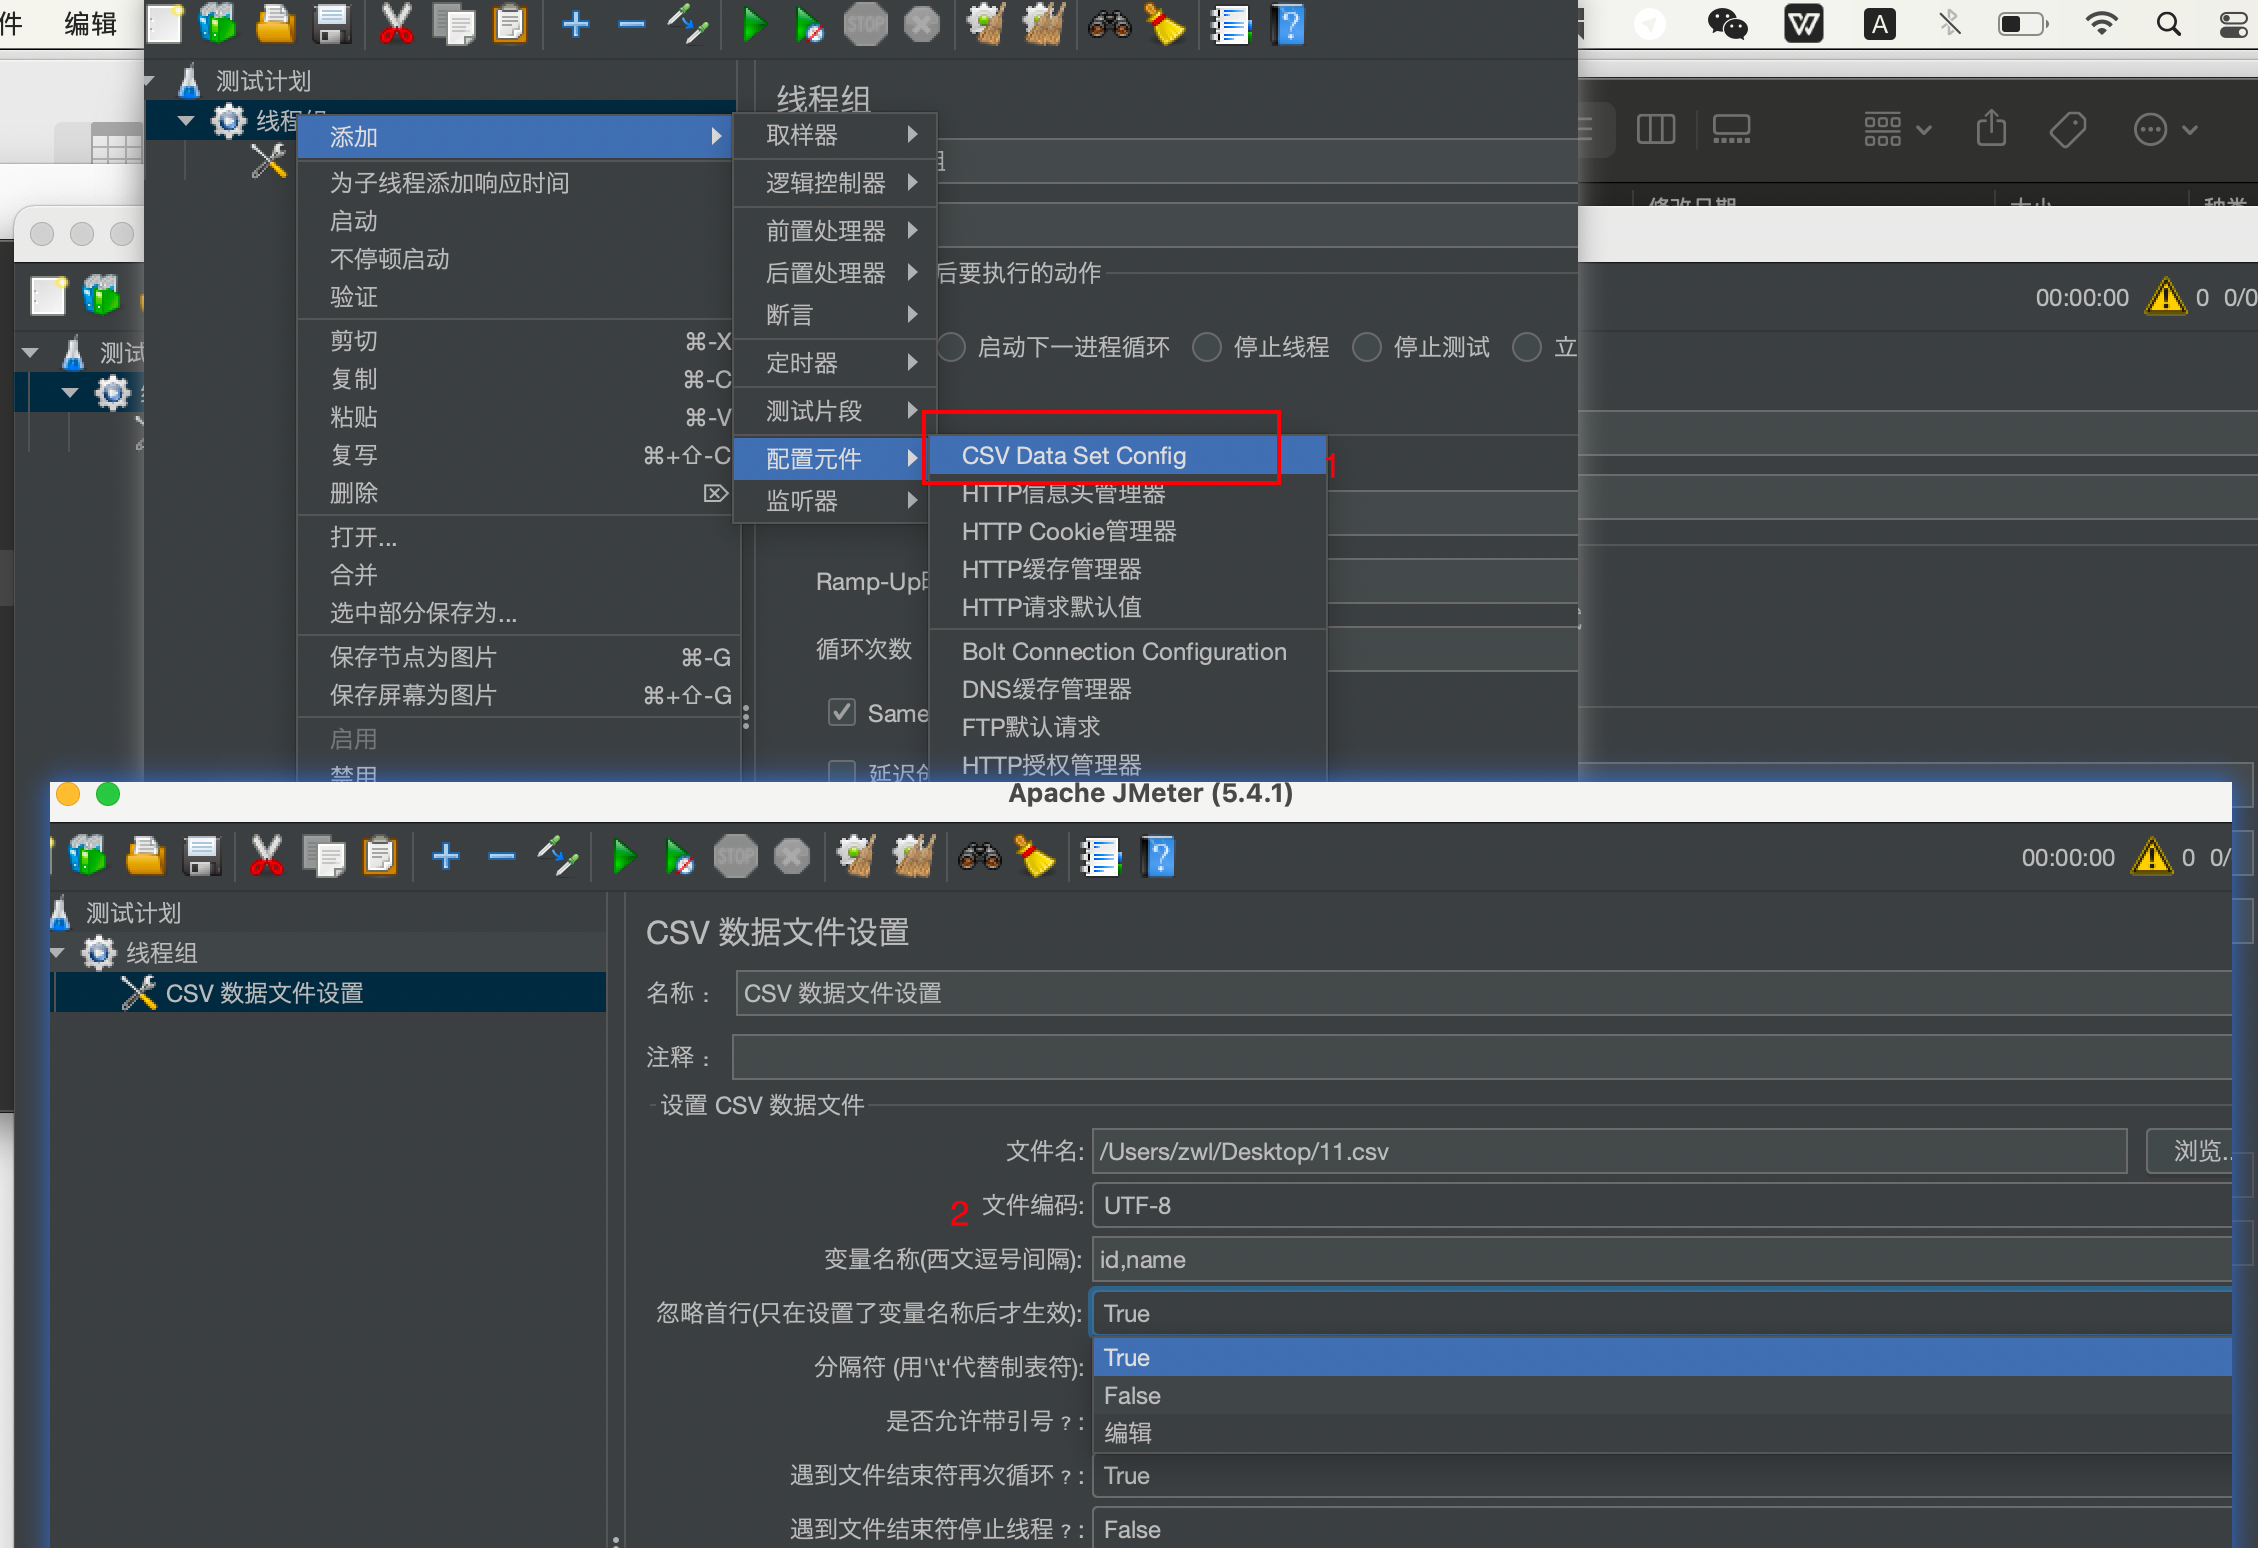 件 编辑
A
测试计划
线程组
线程组
添加
为子线程添加响应时间
启动
不停顿启动
验证
剪切 ⌘-X
复制 ⌘-C
粘贴 ⌘-V
复写 ⌘+⇧-C
删除 ⌦
打开...
合并
选中部分保存为...
保存节点为图片 ⌘-G
保存屏幕为图片 ⌘+⇧-G
启用
禁用
取样器
逻辑控制器
前置处理器
后置处理器
断言
定时器
测试片段
配置元件
监听器
组
后要执行的动作
启动下一进程循环 停止线程 停止测试 立
CSV Data Set Config
1
HTTP信息头管理器
HTTP Cookie管理器
HTTP缓存管理器
HTTP请求默认值
Bolt Connection Configuration
DNS缓存管理器
FTP默认请求
HTTP授权管理器
Ramp-Up
循环次数
Same
延迟创
修改日期 大小 种类
00:00:00 0 0/0
测试
Apache JMeter (5.4.1)
STOP
00:00:00 0 0/
测试计划
线程组
CSV 数据文件设置
CSV 数据文件设置
名称： CSV 数据文件设置
注释：
设置 CSV 数据文件
文件名: /Users/zwl/Desktop/11.csv 浏览..
2 文件编码: UTF-8
变量名称(西文逗号间隔): id,name
忽略首行(只在设置了变量名称后才生效): True
True
分隔符 (用'\t'代替制表符):
False
是否允许带引号？:
编辑
遇到文件结束符再次循环？: True
遇到文件结束符停止线程？: False